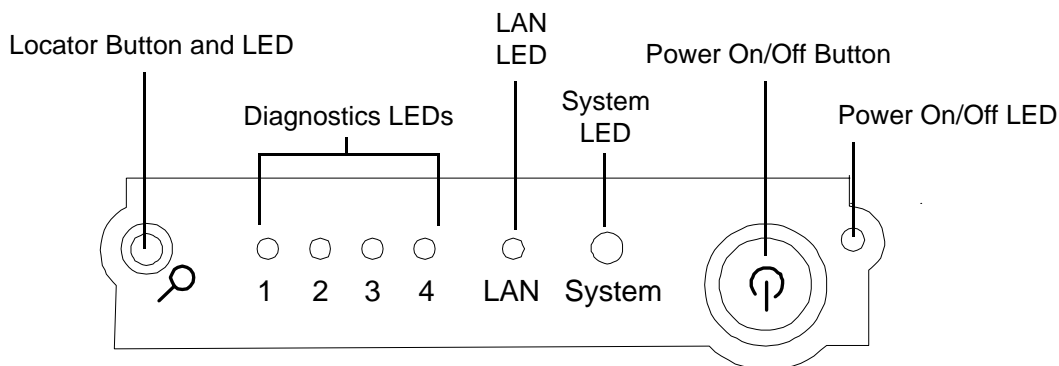 LAN
LED
Locator Button and LED
Power On/Off Button
System
LED
Diagnostics LEDs
Power On/Off LED
1 2 3 4 LAN System